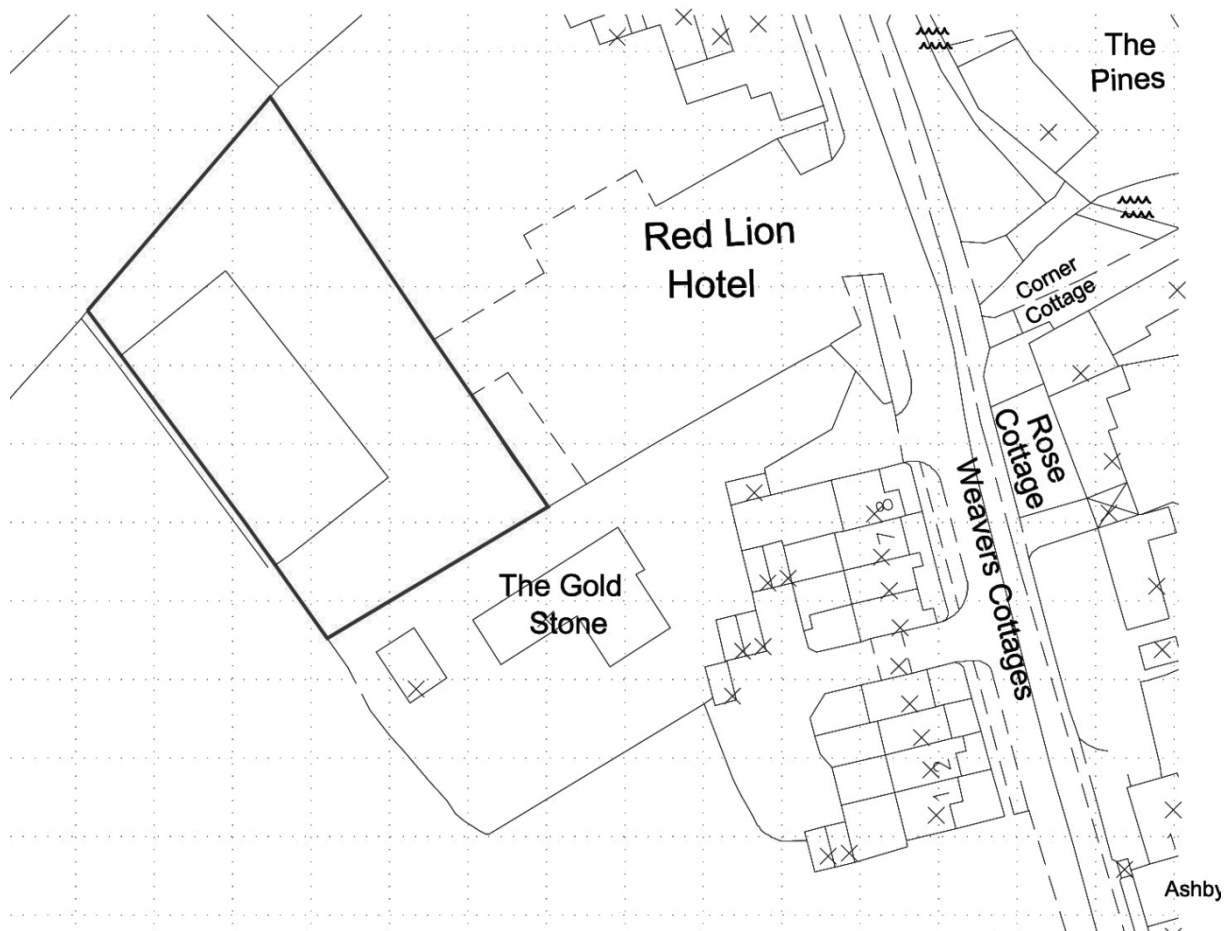 The
Pines
Red Lion
Hotel
Corner
Cottage
Rose
Cottage
Weavers Cottages
8
7
The Gold
Stone
2
1
1
Ashby